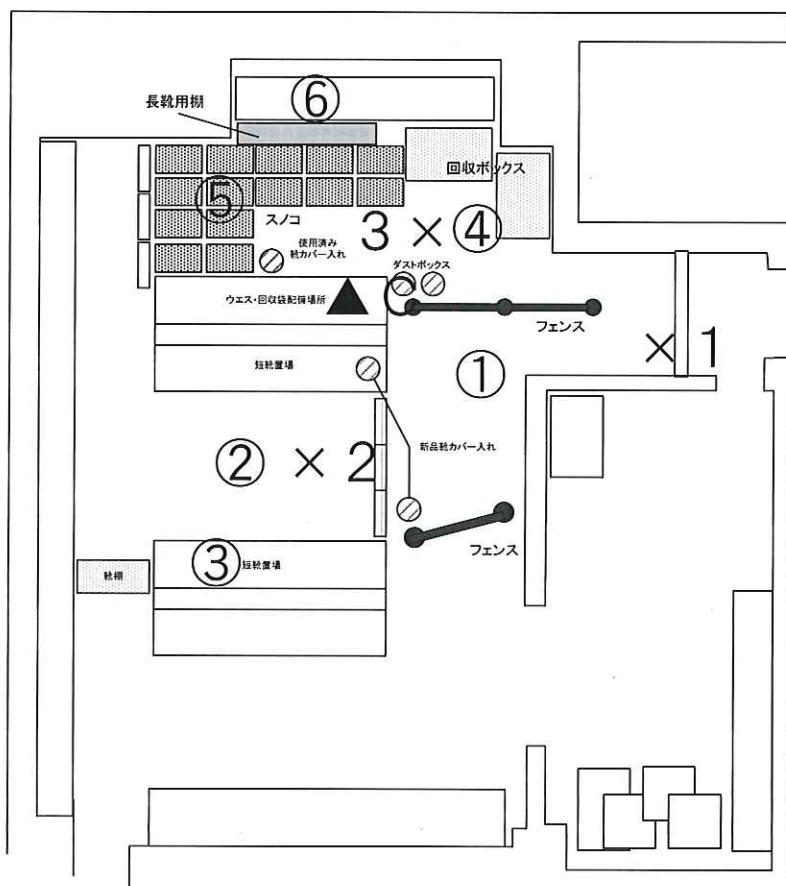 ⑥
長靴用棚
回収ボックス
⑤
スノコ
3 × ④
使用済み
靴カバー入れ
ダストボックス
ウエス・回収袋配備場所
フェンス
× 1
短靴置場
①
② × 2
新品靴カバー入れ
フェンス
③
短靴置場
靴棚